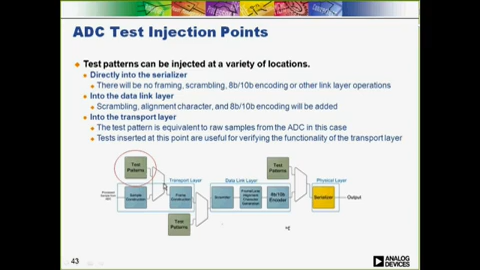 ADC Test Injection Points
Test patterns can be injected at a variety of locations.
Directly into the serializer
There will be no framing, scrambling, 8b/10b encoding or other link layer operations
Into the data link layer
Scrambling, alignment character, and 8b/10b encoding will be added
Into the transport layer
The test pattern is equivalent to raw samples from the ADC in this case
Tests inserted at this point are useful for verifying the functionality of the transport layer
Test Patterns
Transport Layer
Data Link Layer
Test Patterns
Physical Layer
Sample Construction
Frame Construction
Scrambler
8b/10b Encoder
Serializer
Output
Test Patterns
43
ANALOG DEVICES